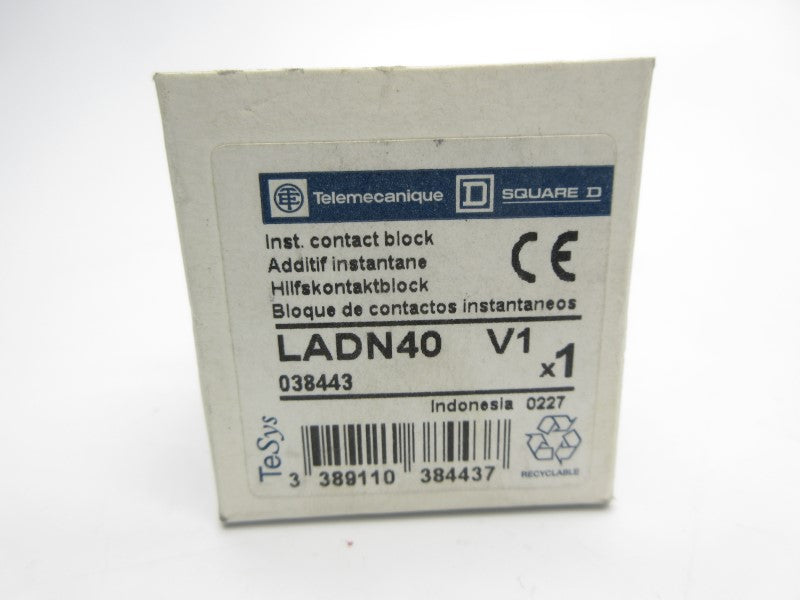 Telemecanique D SQUARE D
Inst. contact block
Additif instantane
Hilfskontaktblock
Bloque de contactos instantaneos
CE
LADN40 V1
x1
038443
Indonesia 0227
TeSys
3 389110 384437
RECYCLABLE